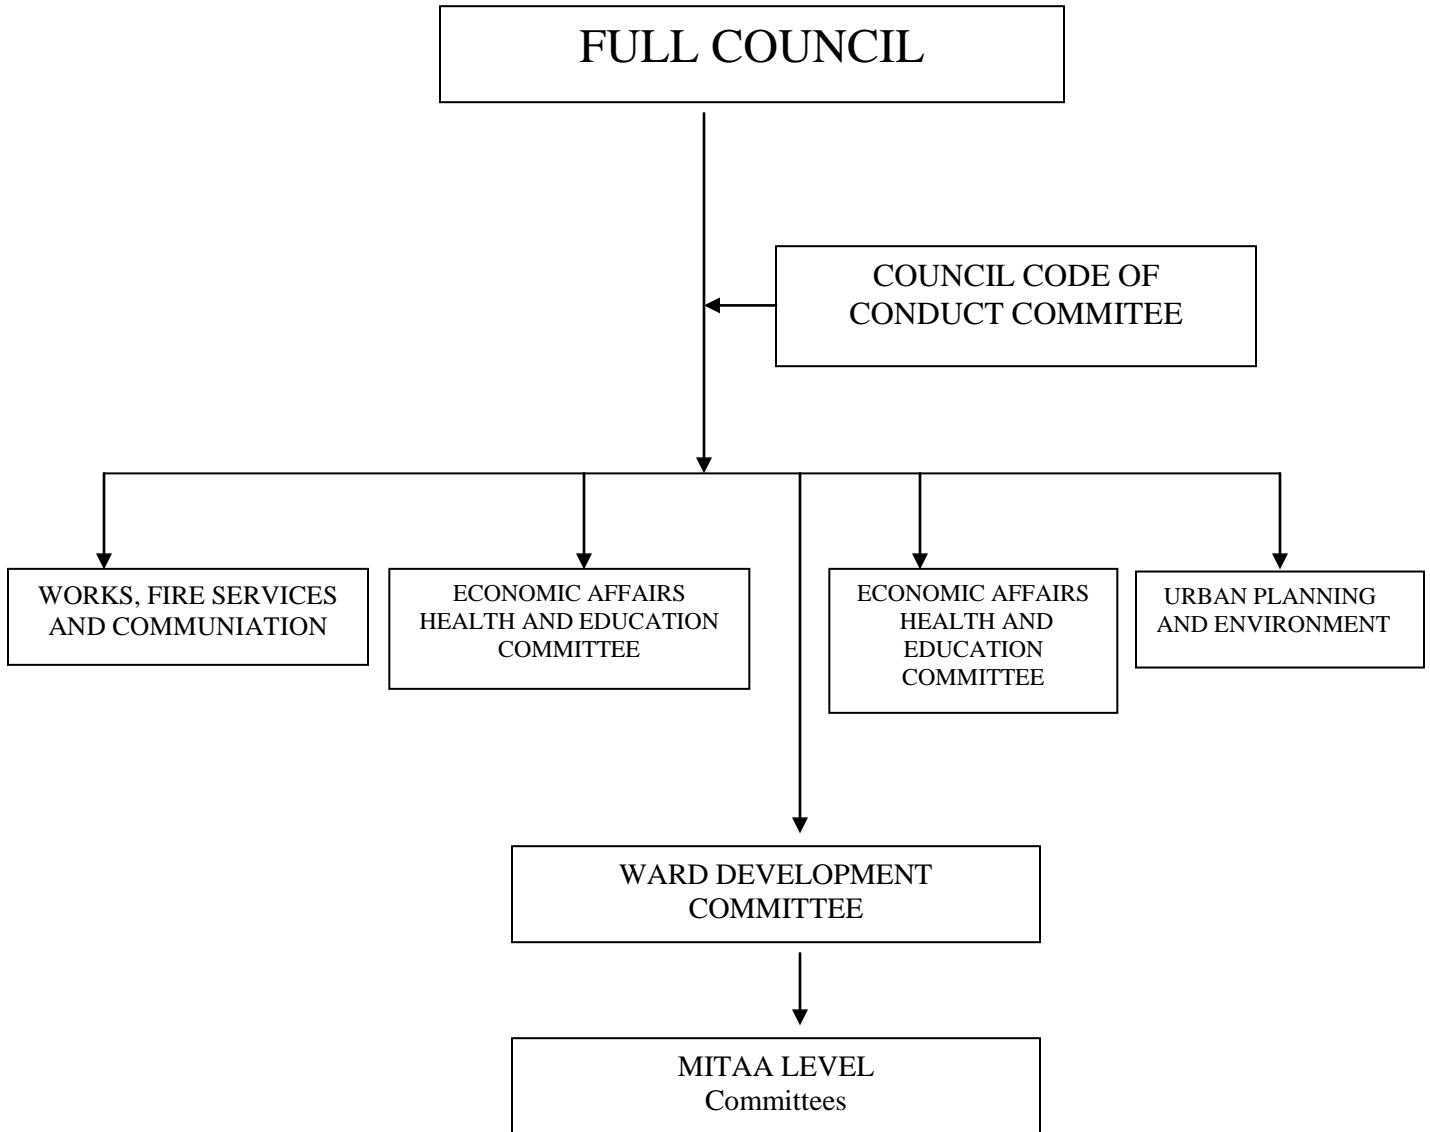 FULL COUNCIL
COUNCIL CODE OF
CONDUCT COMMITEE
WORKS, FIRE SERVICES
AND COMMUNIATION
ECONOMIC AFFAIRS
HEALTH AND EDUCATION
COMMITTEE
ECONOMIC AFFAIRS
HEALTH AND
EDUCATION
COMMITTEE
URBAN PLANNING
AND ENVIRONMENT
WARD DEVELOPMENT
COMMITTEE
MITAA LEVEL
Committees